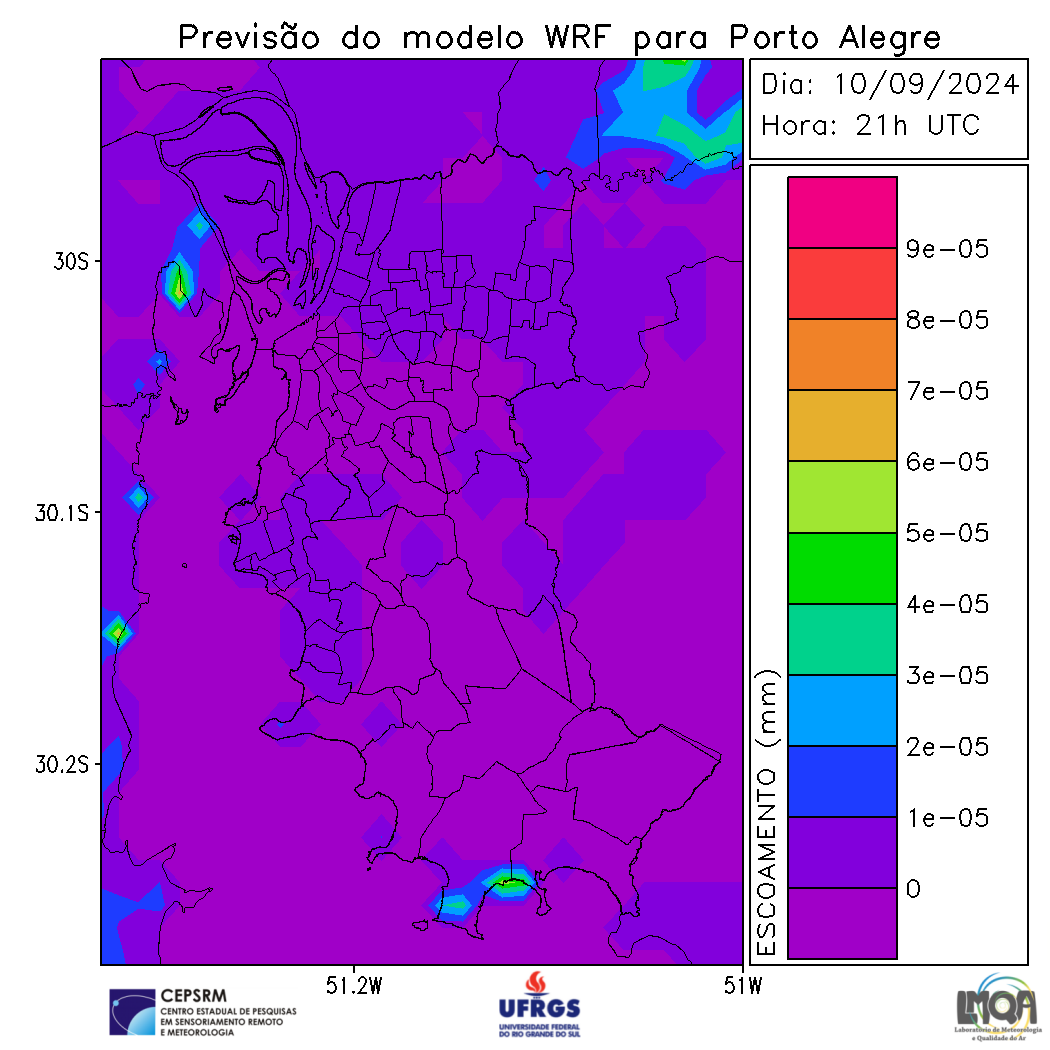 Previsão do modelo WRF para Porto Alegre
Dia: 10/09/2024
Hora: 21h UTC
30S
30.1S
30.2S
51.2W
51W
ESCOAMENTO (mm)
9e-05
8e-05
7e-05
6e-05
5e-05
4e-05
3e-05
2e-05
1e-05
0
CEPSRM
CENTRO ESTADUAL DE PESQUISAS
EM SENSORIAMENTO REMOTO
E METEOROLOGIA
UFRGS
UNIVERSIDADE FEDERAL
DO RIO GRANDE DO SUL
LMQA
Laboratório de Meteorologia
e Qualidade do Ar